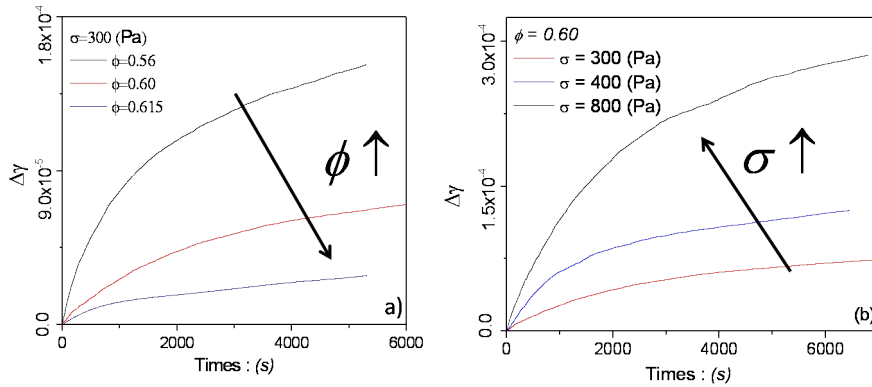 1.8x10⁻⁴
9.0x10⁻⁵
0.0
Δγ
σ=300 (Pa)
ϕ=0.56
ϕ=0.60
ϕ=0.615
ϕ ↑
a)
0
2000
4000
6000
Times : (s)
3.0x10⁻⁴
1.5x10⁻⁴
0.0
Δγ
ϕ = 0.60
σ = 300 (Pa)
σ = 400 (Pa)
σ = 800 (Pa)
σ ↑
(b)
0
2000
4000
6000
Times : (s)